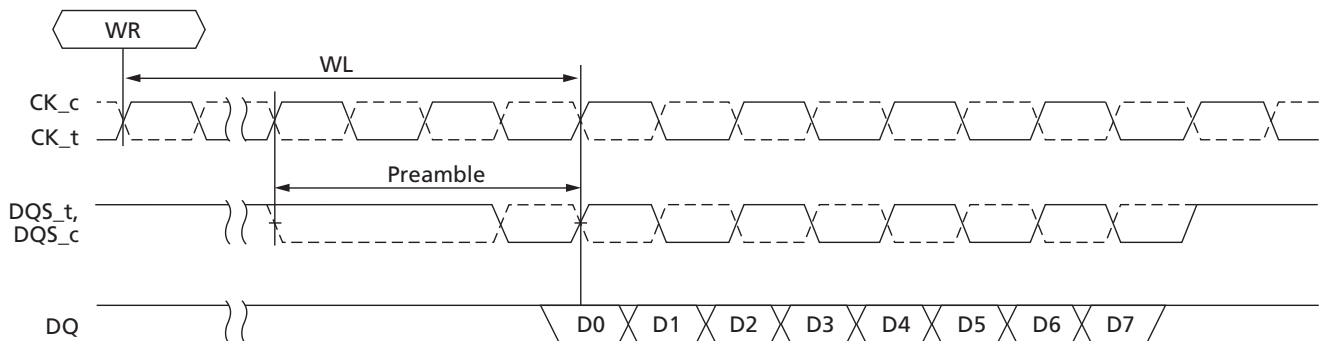 WR
WL
CK_c
CK_t
Preamble
DQS_t,
DQS_c
DQ
D0 D1 D2 D3 D4 D5 D6 D7